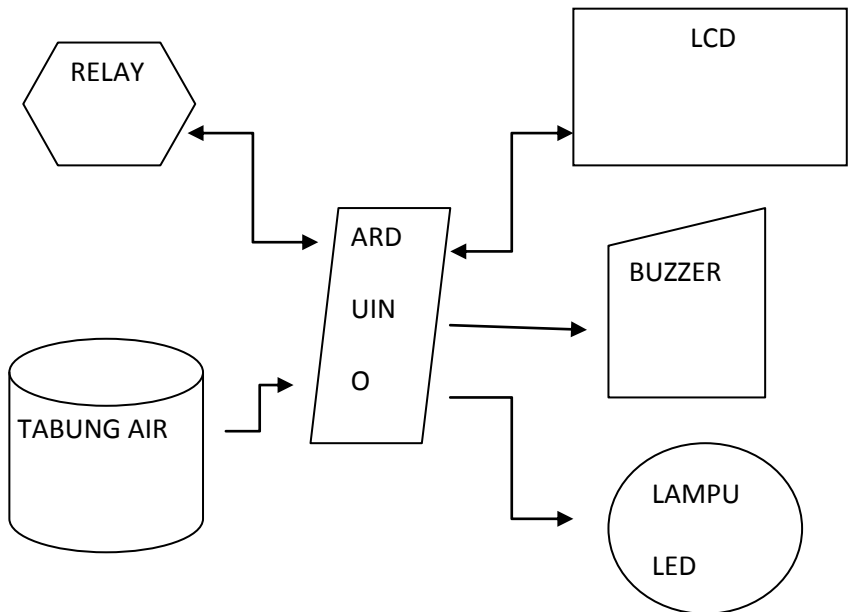 RELAY
LCD
ARD
UIN
O
BUZZER
TABUNG AIR
LAMPU
LED